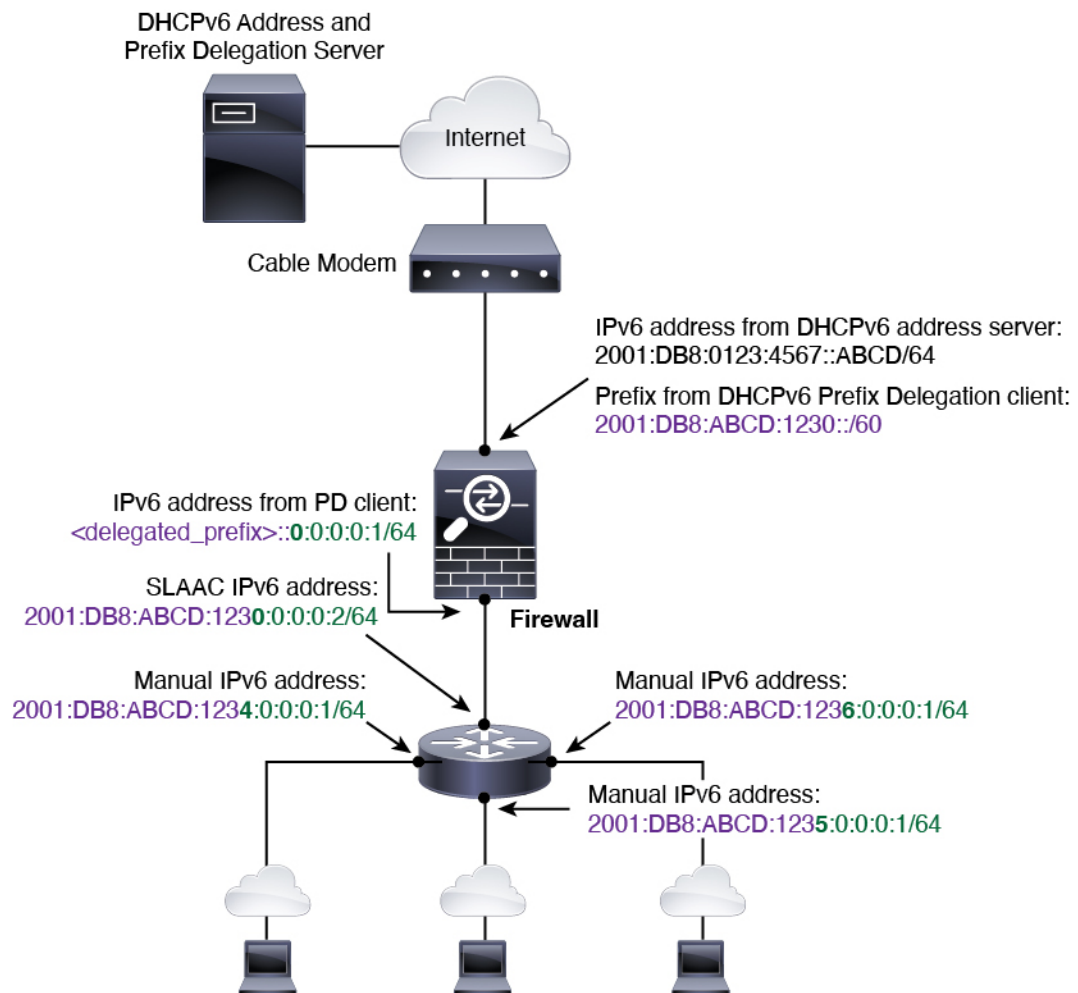 DHCPv6 Address and
Prefix Delegation Server
Internet
Cable Modem
IPv6 address from DHCPv6 address server:
2001:DB8:0123:4567::ABCD/64
Prefix from DHCPv6 Prefix Delegation client:
2001:DB8:ABCD:1230::/60
IPv6 address from PD client:
<delegated_prefix>::0:0:0:0:1/64
SLAAC IPv6 address:
2001:DB8:ABCD:1230:0:0:0:2/64
Firewall
Manual IPv6 address:
2001:DB8:ABCD:1234:0:0:0:1/64
Manual IPv6 address:
2001:DB8:ABCD:1236:0:0:0:1/64
Manual IPv6 address:
2001:DB8:ABCD:1235:0:0:0:1/64